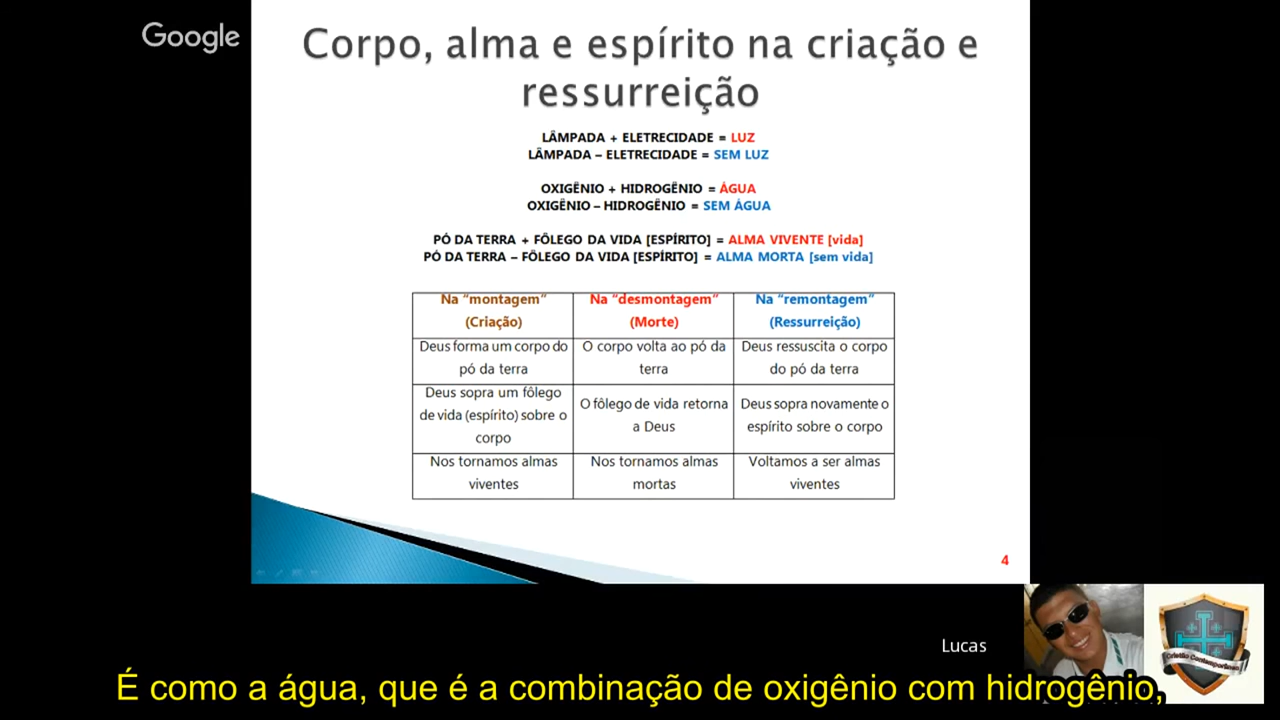 Google
Corpo, alma e espírito na criação e
ressurreição
LÂMPADA + ELETRECIDADE = LUZ
LÂMPADA – ELETRECIDADE = SEM LUZ
OXIGÊNIO + HIDROGÊNIO = ÁGUA
OXIGÊNIO – HIDROGÊNIO = SEM ÁGUA
PÓ DA TERRA + FÔLEGO DA VIDA [ESPÍRITO] = ALMA VIVENTE [vida]
PÓ DA TERRA – FÔLEGO DA VIDA [ESPÍRITO] = ALMA MORTA [sem vida]
Na “montagem”
(Criação)
Na “desmontagem”
(Morte)
Na “remontagem”
(Ressurreição)
Deus forma um corpo do
pó da terra
O corpo volta ao pó da
terra
Deus ressuscita o corpo
do pó da terra
Deus sopra um fôlego
de vida (espírito) sobre o
corpo
O fôlego de vida retorna
a Deus
Deus sopra novamente o
espírito sobre o corpo
Nos tornamos almas
viventes
Nos tornamos almas
mortas
Voltamos a ser almas
viventes
4
Lucas
Cristão Contemporâneo
É como a água, que é a combinação de oxigênio com hidrogênio,